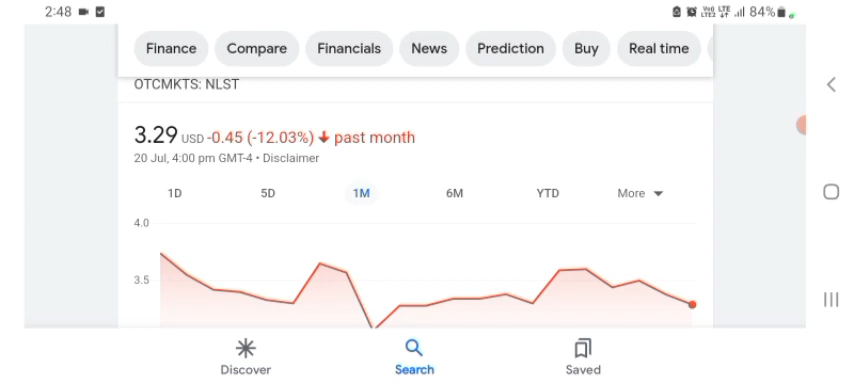 2:48 84%
Finance Compare Financials News Prediction Buy Real time
OTCMKTS: NLST
3.29 USD -0.45 (-12.03%) past month
20 Jul, 4:00 pm GMT-4 • Disclaimer
1D 5D 1M 6M YTD More
4.0
3.5
Discover Search Saved